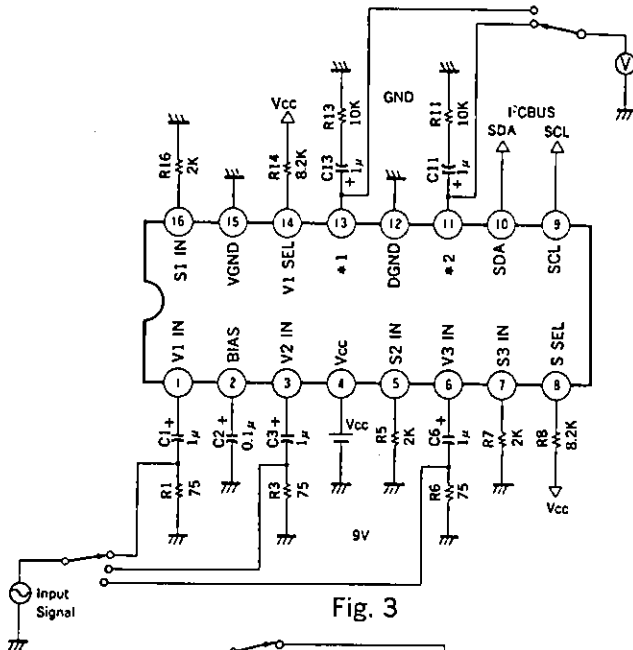 V
GND
I²CBUS
SDA
SCL
Vcc
R16
2K
R14
8.2K
R13
10K
C13
+ 1μ
R11
10K
C11
+ 1μ
16
15
14
13
12
11
10
9
S1 IN
VGND
V1 SEL
*1
DGND
*2
SDA
SCL
V1 IN
BIAS
V2 IN
Vcc
S2 IN
V3 IN
S3 IN
S SEL
1
2
3
4
5
6
7
8
C1 +
1μ
C2 +
0.1μ
C3 +
1μ
Vcc
R5
2K
C6 +
1μ
R7
2K
R8
8.2K
R1
75
R3
75
R6
75
Vcc
9V
Input
Signal
Fig. 3